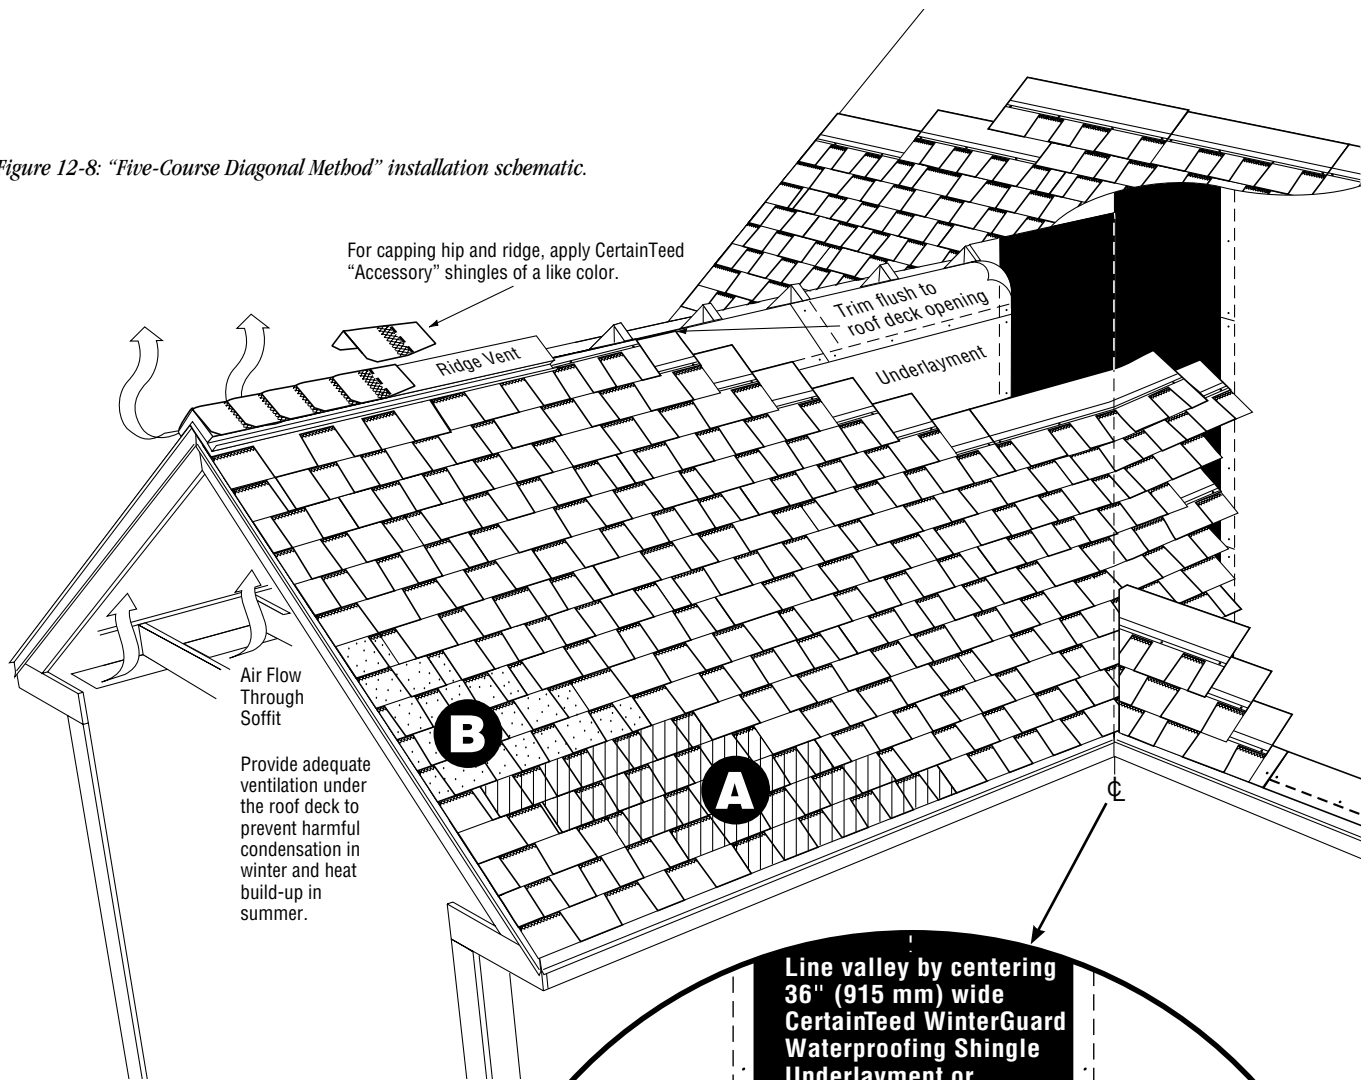 Figure 12-8: “Five-Course Diagonal Method” installation schematic.
For capping hip and ridge, apply CertainTeed
“Accessory” shingles of a like color.
Trim flush to
roof deck opening
Ridge Vent
Underlayment
Air Flow
Through
Soffit
Provide adequate
ventilation under
the roof deck to
prevent harmful
condensation in
winter and heat
build-up in
summer.
B
A
℄
Line valley by centering
36" (915 mm) wide
CertainTeed WinterGuard
Waterproofing Shingle
Underlayment or